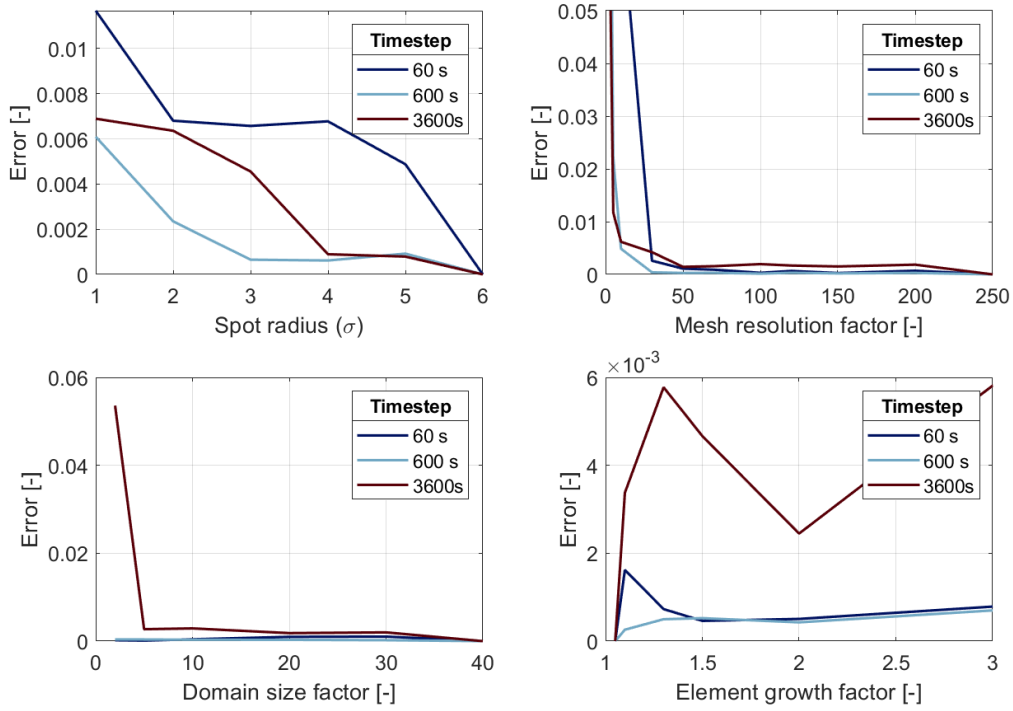 0.01
0.008
0.006
0.004
0.002
0
Error [-]
1 2 3 4 5 6
Spot radius (σ)
Timestep
60 s
600 s
3600s
0.05
0.04
0.03
0.02
0.01
0
Error [-]
0 50 100 150 200 250
Mesh resolution factor [-]
Timestep
60 s
600 s
3600s
0.06
0.04
0.02
0
Error [-]
0 10 20 30 40
Domain size factor [-]
Timestep
60 s
600 s
3600s
×10⁻³
6
4
2
0
Error [-]
1 1.5 2 2.5 3
Element growth factor [-]
Timestep
60 s
600 s
3600s